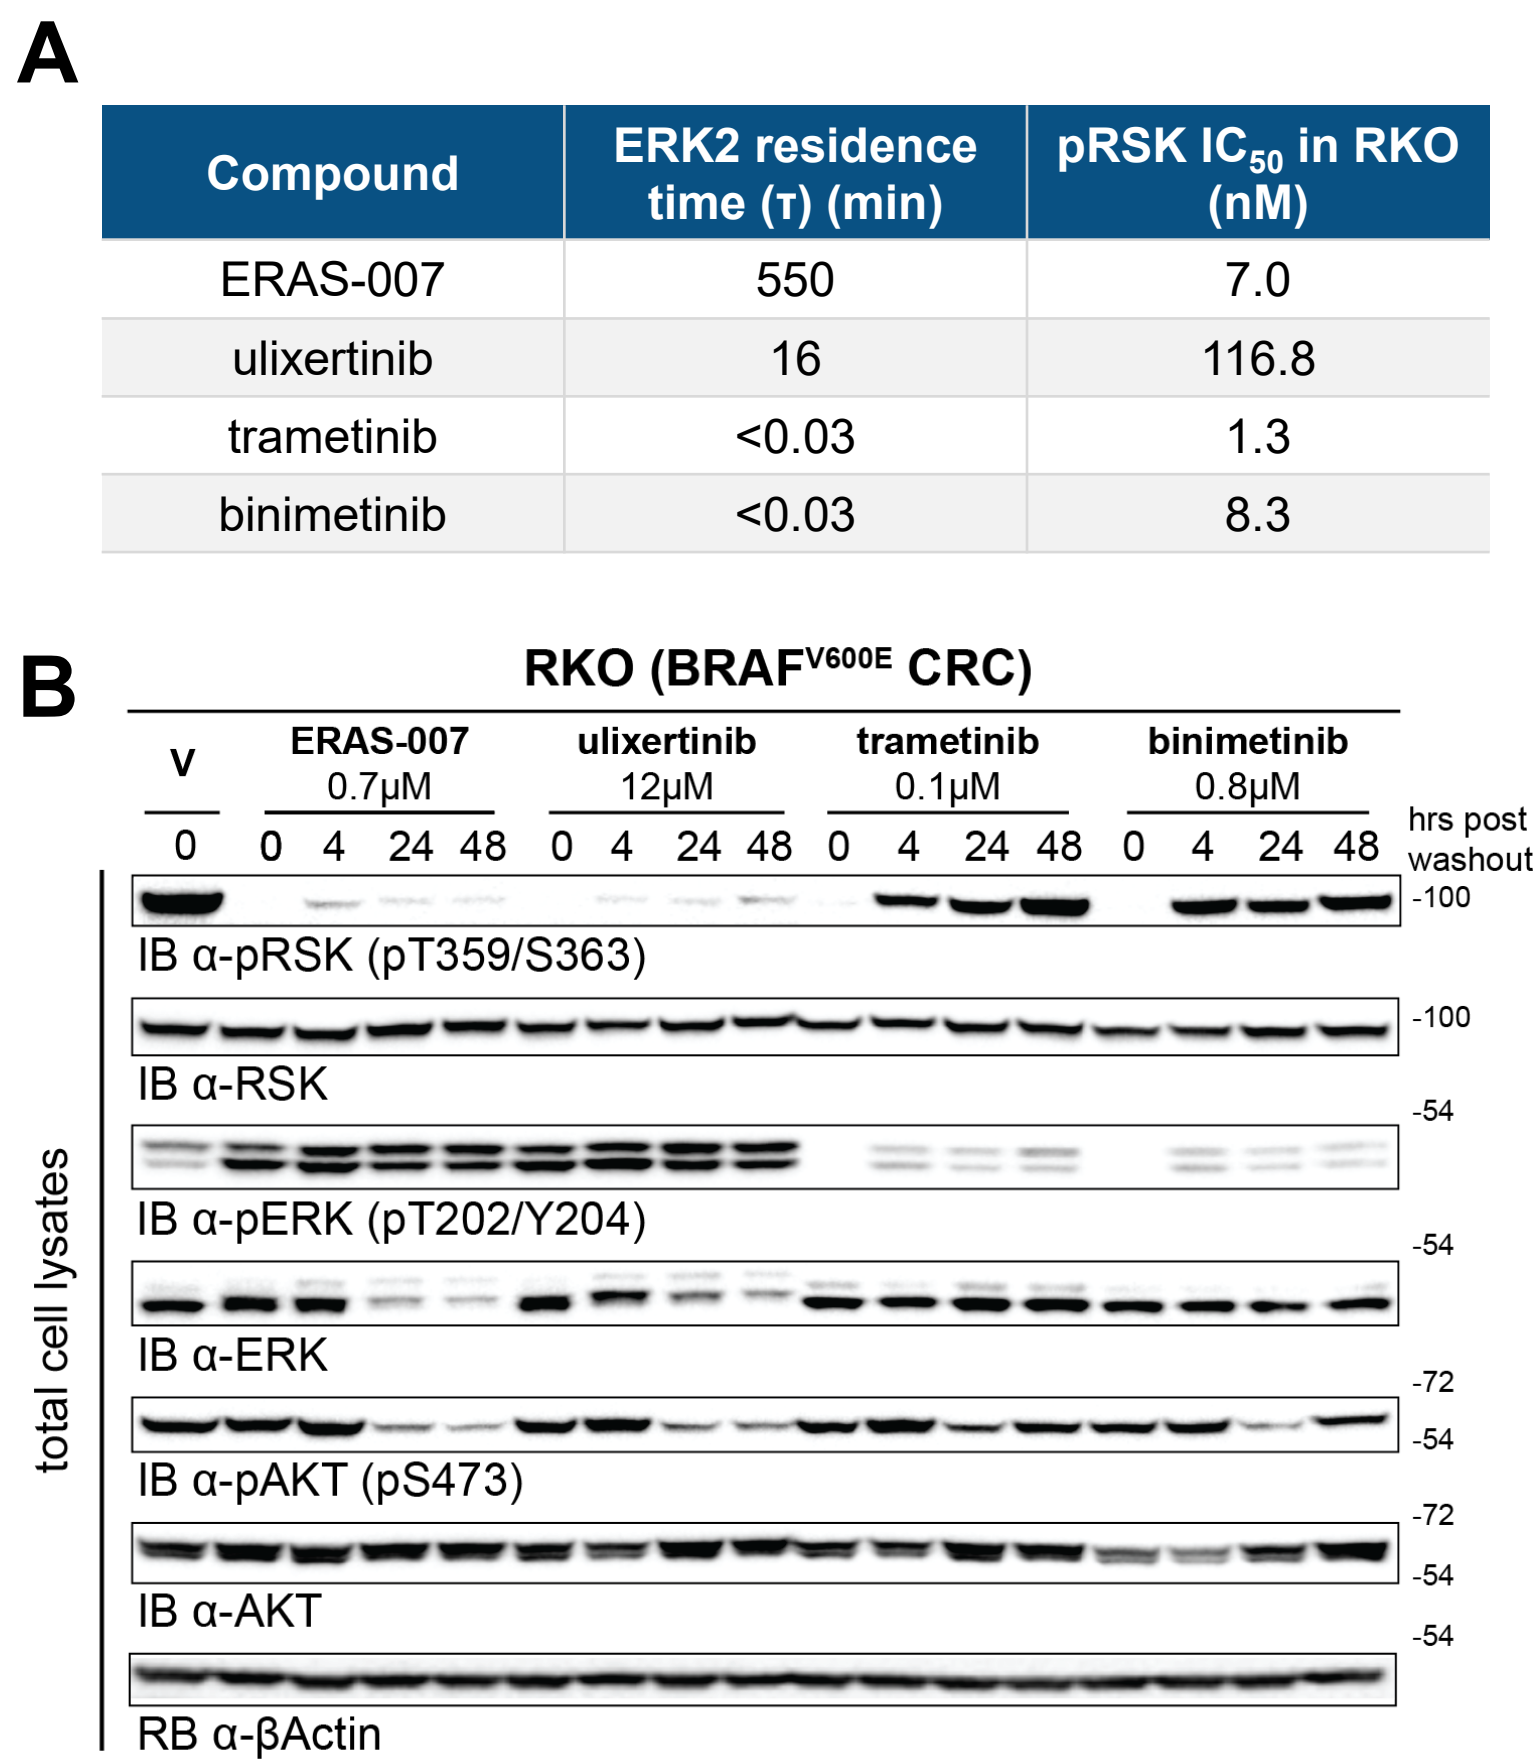 A
Compound
ERK2 residence
time (τ) (min)
pRSK IC50 in RKO
(nM)
ERAS-007 550 7.0
ulixertinib 16 116.8
trametinib <0.03 1.3
binimetinib <0.03 8.3
B
RKO (BRAFV600E CRC)
V
ERAS-007
0.7µM
ulixertinib
12µM
trametinib
0.1µM
binimetinib
0.8µM
0 0 4 24 48 0 4 24 48 0 4 24 48 0 4 24 48
hrs post
washout
-100
IB α-pRSK (pT359/S363)
-100
IB α-RSK
-54
IB α-pERK (pT202/Y204)
-54
IB α-ERK
-72
-54
IB α-pAKT (pS473)
-72
-54
IB α-AKT
-54
RB α-βActin
total cell lysates